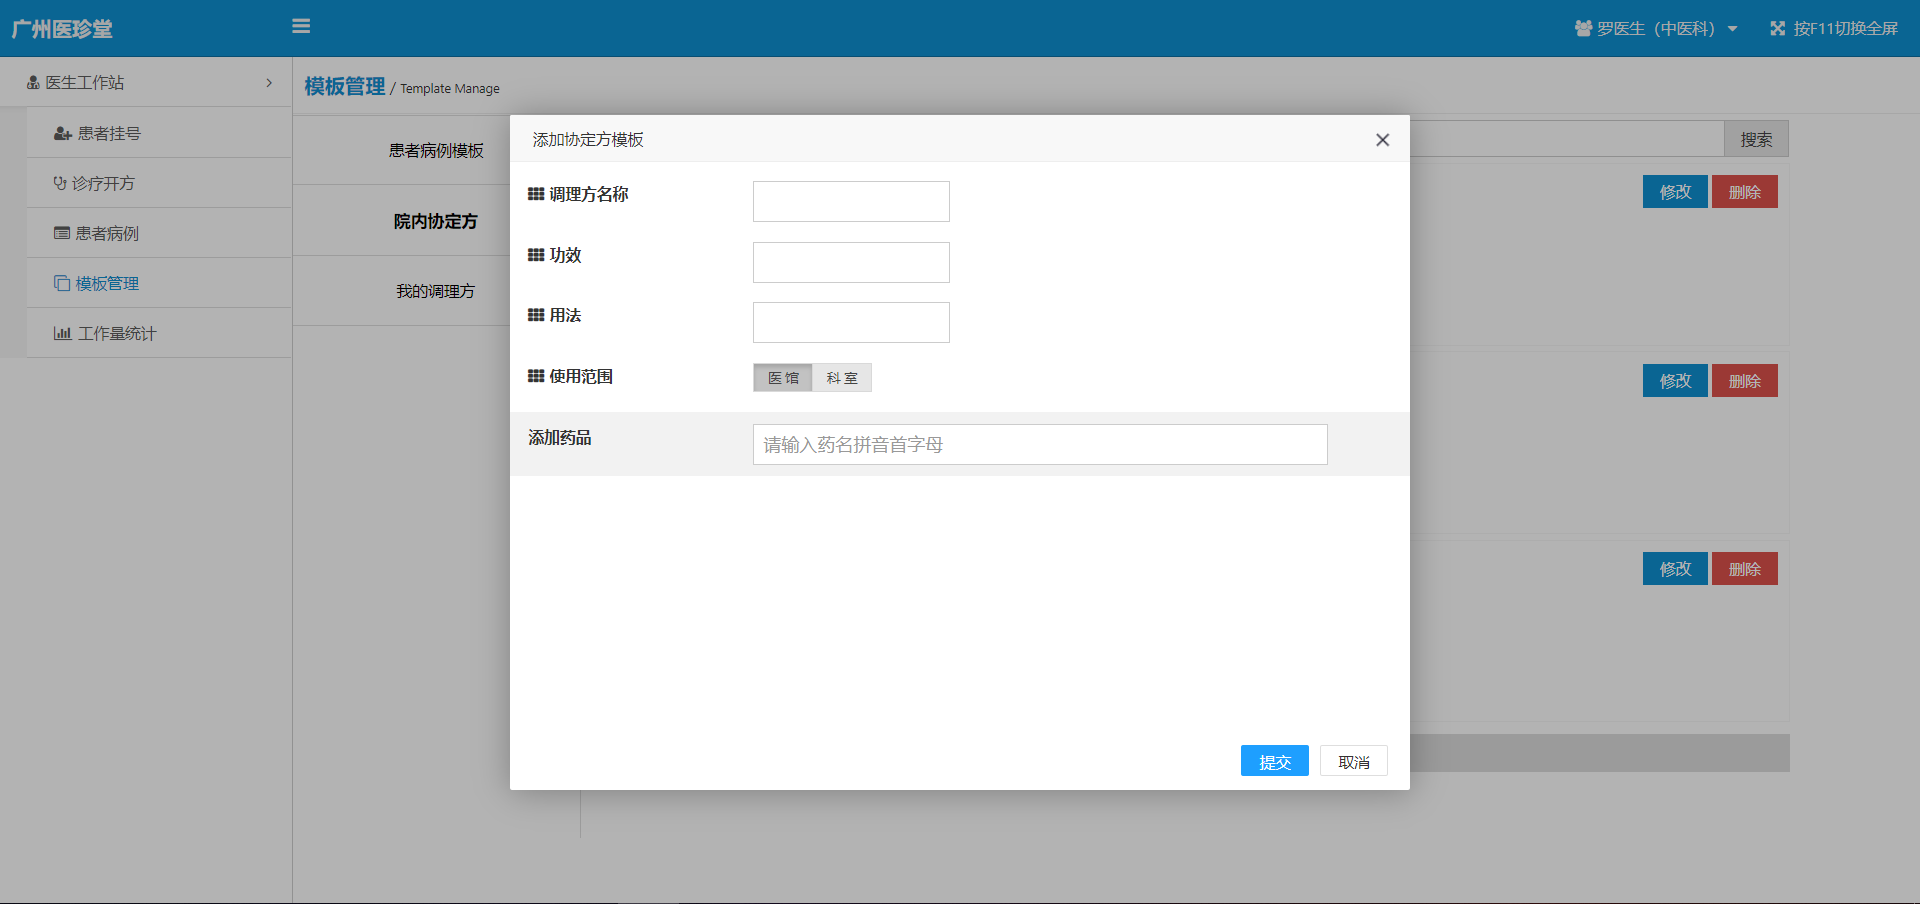 广州医珍堂
罗医生（中医科）
按F11切换全屏
医生工作站
患者挂号
诊疗开方
患者病例
模板管理
工作量统计
模板管理 / Template Manage
患者病例模板
院内协定方
我的调理方
搜索
修改 删除
修改 删除
修改 删除
添加协定方模板
调理方名称
功效
用法
使用范围 医馆 科室
添加药品 请输入药名拼音首字母
提交 取消